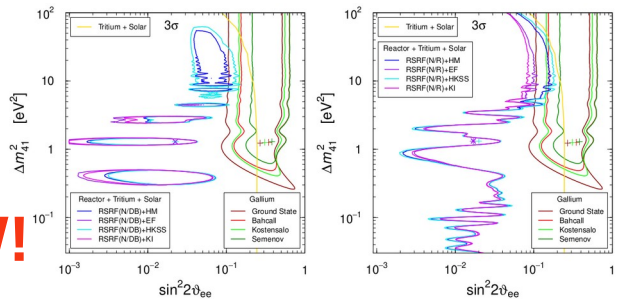 3σ
Tritium + Solar
Δm²₄₁ [eV²]
10²
10
1
10⁻¹
Reactor + Tritium + Solar
RSRF(N/DB)+HM
RSRF(N/DB)+EF
RSRF(N/DB)+HKSS
RSRF(N/DB)+KI
Gallium
Ground State
Bahcall
Kostensalo
Semenov
10⁻³
10⁻²
10⁻¹
1
sin²2ϑee
3σ
Tritium + Solar
Reactor + Tritium + Solar
RSRF(N/R)+HM
RSRF(N/R)+EF
RSRF(N/R)+HKSS
RSRF(N/R)+KI
Δm²₄₁ [eV²]
10²
10
1
10⁻¹
Gallium
Ground State
Bahcall
Kostensalo
Semenov
10⁻³
10⁻²
10⁻¹
1
sin²2ϑee